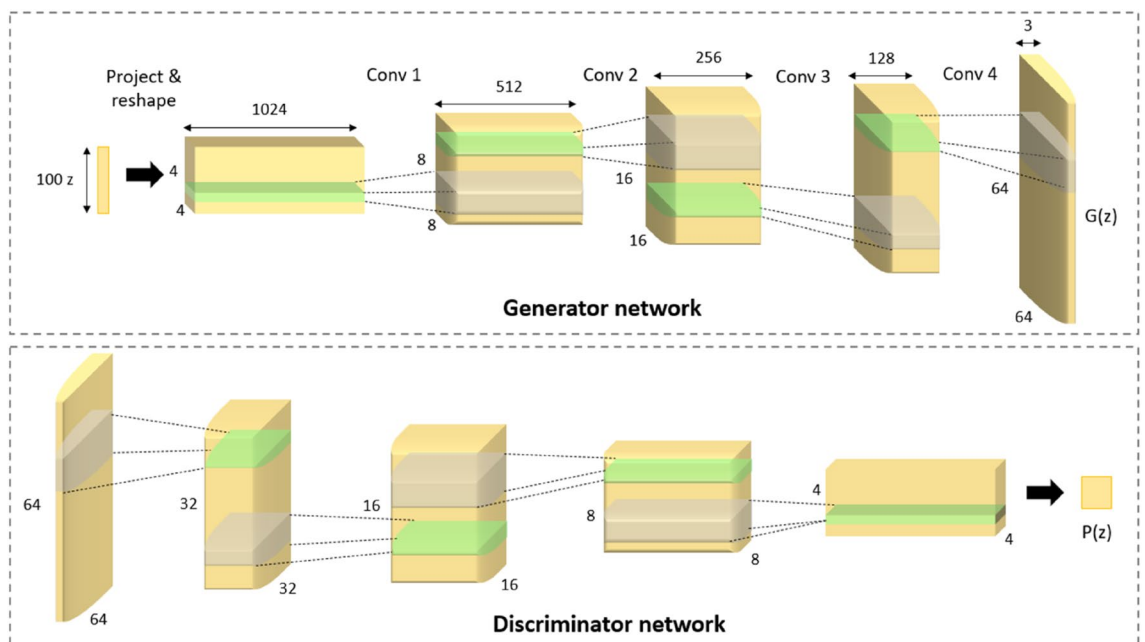 Project &
reshape
100 z
1024
4
4
Conv 1
512
8
8
Conv 2
256
16
16
Conv 3
128
Conv 4
3
64
64
G(z)
Generator network
64
64
32
32
16
16
8
8
4
4
P(z)
Discriminator network